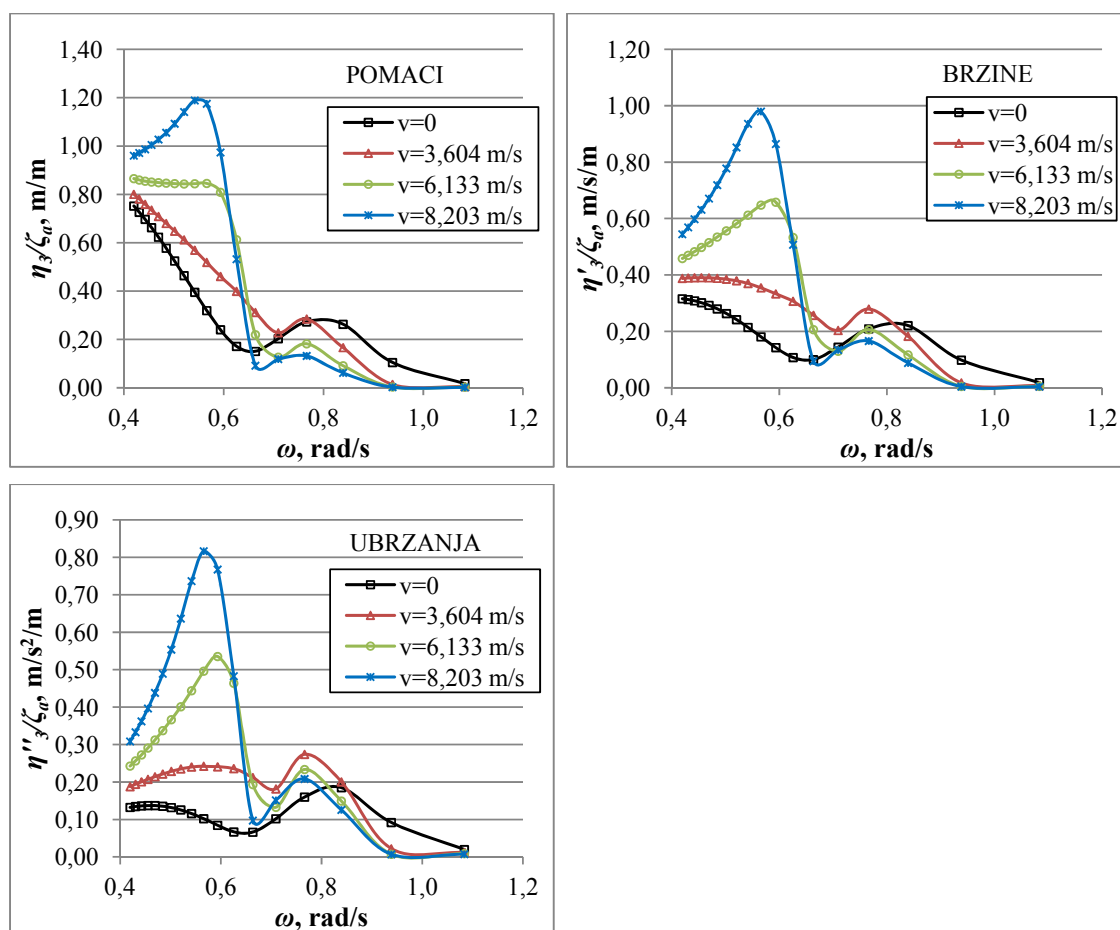 POMACI
η₃/ζₐ, m/m
1,40
1,20
1,00
0,80
0,60
0,40
0,20
0,00
v=0
v=3,604 m/s
v=6,133 m/s
v=8,203 m/s
0,4 0,6 0,8 1,0 1,2
ω, rad/s
BRZINE
η'₃/ζₐ, m/s/m
1,20
1,00
0,80
0,60
0,40
0,20
0,00
v=0
v=3,604 m/s
v=6,133 m/s
v=8,203 m/s
0,4 0,6 0,8 1,0 1,2
ω, rad/s
UBRZANJA
η''₃/ζₐ, m/s²/m
0,90
0,80
0,70
0,60
0,50
0,40
0,30
0,20
0,10
0,00
v=0
v=3,604 m/s
v=6,133 m/s
v=8,203 m/s
0,4 0,6 0,8 1,0 1,2
ω, rad/s